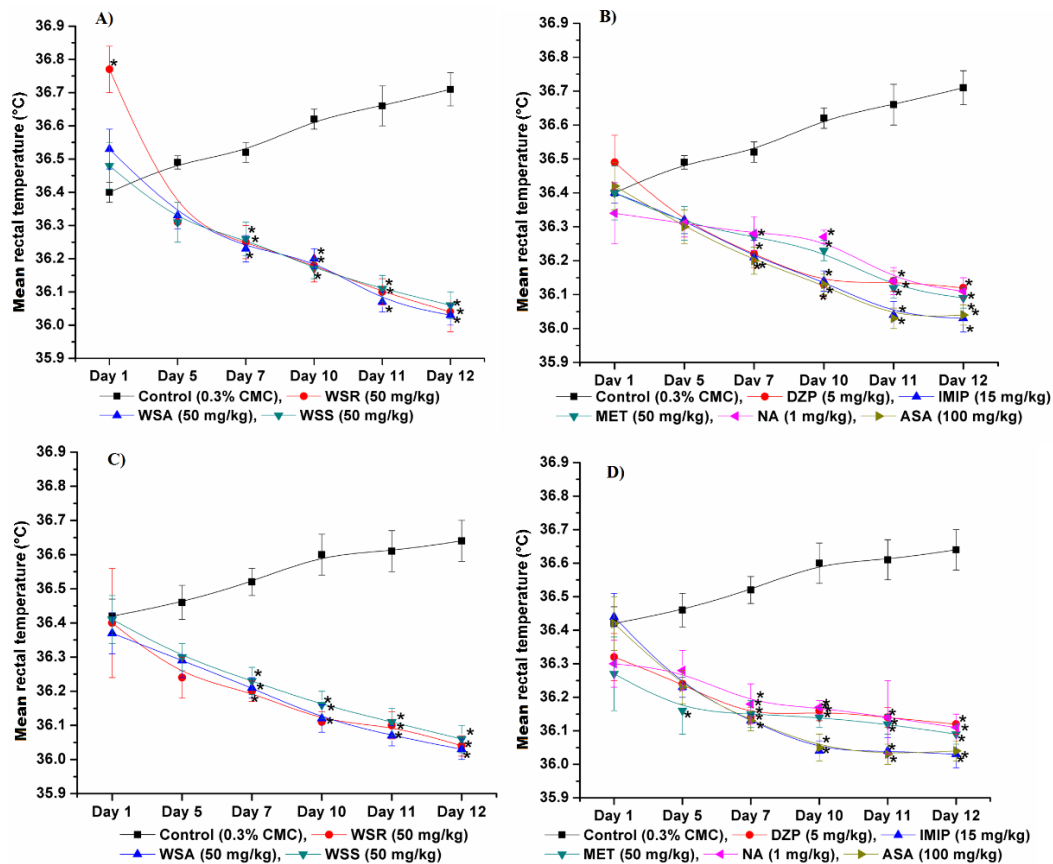 A)
Mean rectal temperature (°C)
36.9
36.8
36.7
36.6
36.5
36.4
36.3
36.2
36.1
36.0
35.9
Day 1 Day 5 Day 7 Day 10 Day 11 Day 12
Control (0.3% CMC), WSR (50 mg/kg)
WSA (50 mg/kg), WSS (50 mg/kg)
B)
Mean rectal temperature (°C)
36.9
36.8
36.7
36.6
36.5
36.4
36.3
36.2
36.1
36.0
35.9
Day 1 Day 5 Day 7 Day 10 Day 11 Day 12
Control (0.3% CMC), DZP (5 mg/kg), IMIP (15 mg/kg)
MET (50 mg/kg), NA (1 mg/kg), ASA (100 mg/kg)
C)
Mean rectal temperature (°C)
36.9
36.8
36.7
36.6
36.5
36.4
36.3
36.2
36.1
36.0
35.9
Day 1 Day 5 Day 7 Day 10 Day 11 Day 12
Control (0.3% CMC), WSR (50 mg/kg)
WSA (50 mg/kg), WSS (50 mg/kg)
D)
Mean rectal temperature (°C)
36.9
36.8
36.7
36.6
36.5
36.4
36.3
36.2
36.1
36.0
35.9
Day 1 Day 5 Day 7 Day 10 Day 11 Day 12
Control (0.3% CMC), DZP (5 mg/kg), IMIP (15 mg/kg)
MET (50 mg/kg), NA (1 mg/kg), ASA (100 mg/kg)